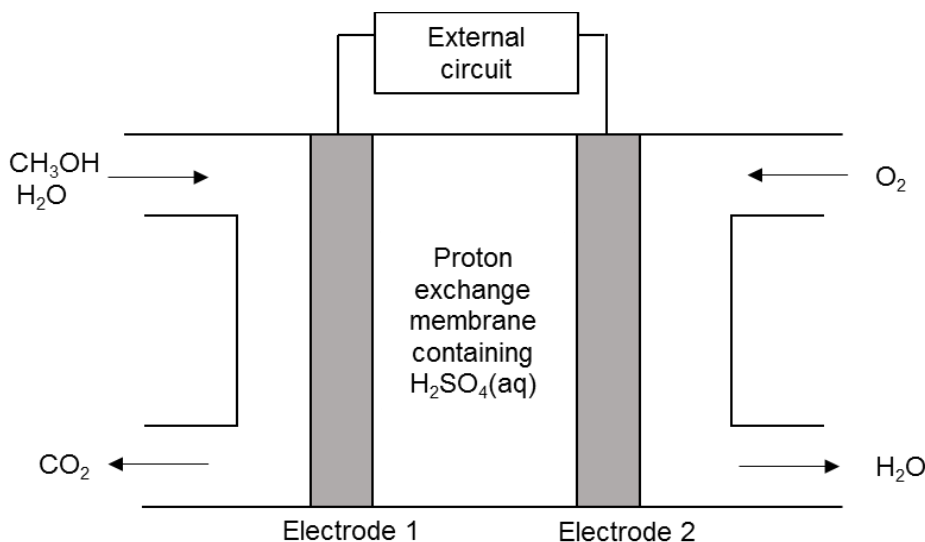 External
circuit
CH₃OH
H₂O
O₂
Proton
exchange
membrane
containing
H₂SO₄(aq)
CO₂
H₂O
Electrode 1
Electrode 2